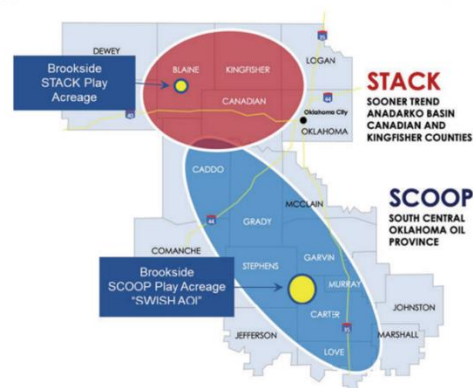 DEWEY
BLAINE
KINGFISHER
LOGAN
CANADIAN
Oklahoma City
OKLAHOMA
Brookside
STACK Play
Acreage
STACK
SOONER TREND
ANADARKO BASIN
CANADIAN AND
KINGFISHER COUNTIES
CADDO
MCCLAIN
GRADY
44
COMANCHE
STEPHENS
GARVIN
MURRAY
CARTER
JOHNSTON
JEFFERSON
MARSHALL
LOVE
SCOOP
SOUTH CENTRAL
OKLAHOMA OIL
PROVINCE
Brookside
SCOOP Play Acreage
"SWISH AOI"